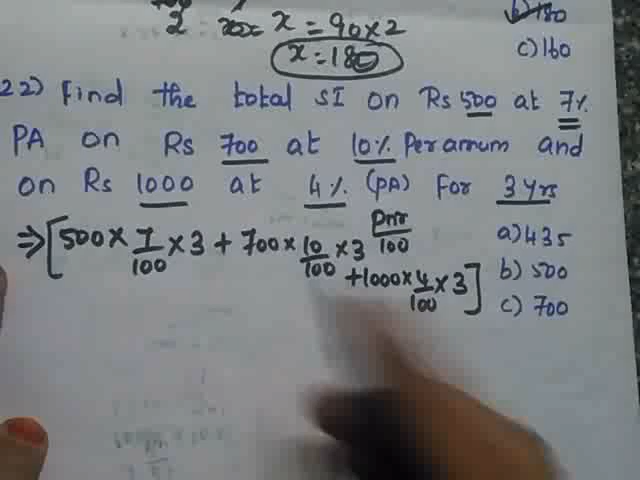 2 x = 90 x 2
b) 180
x = 180
c) 160
22) Find the total SI on Rs 500 at 7%
PA on Rs 700 at 10% Per annum and
on Rs 1000 at 4% (PA) for 3 yrs
pnr/100
⇒ [500 × 7/100 × 3 + 700 × 10/100 × 3
+ 1000 × 4/100 × 3]
a) 435
b) 500
c) 700